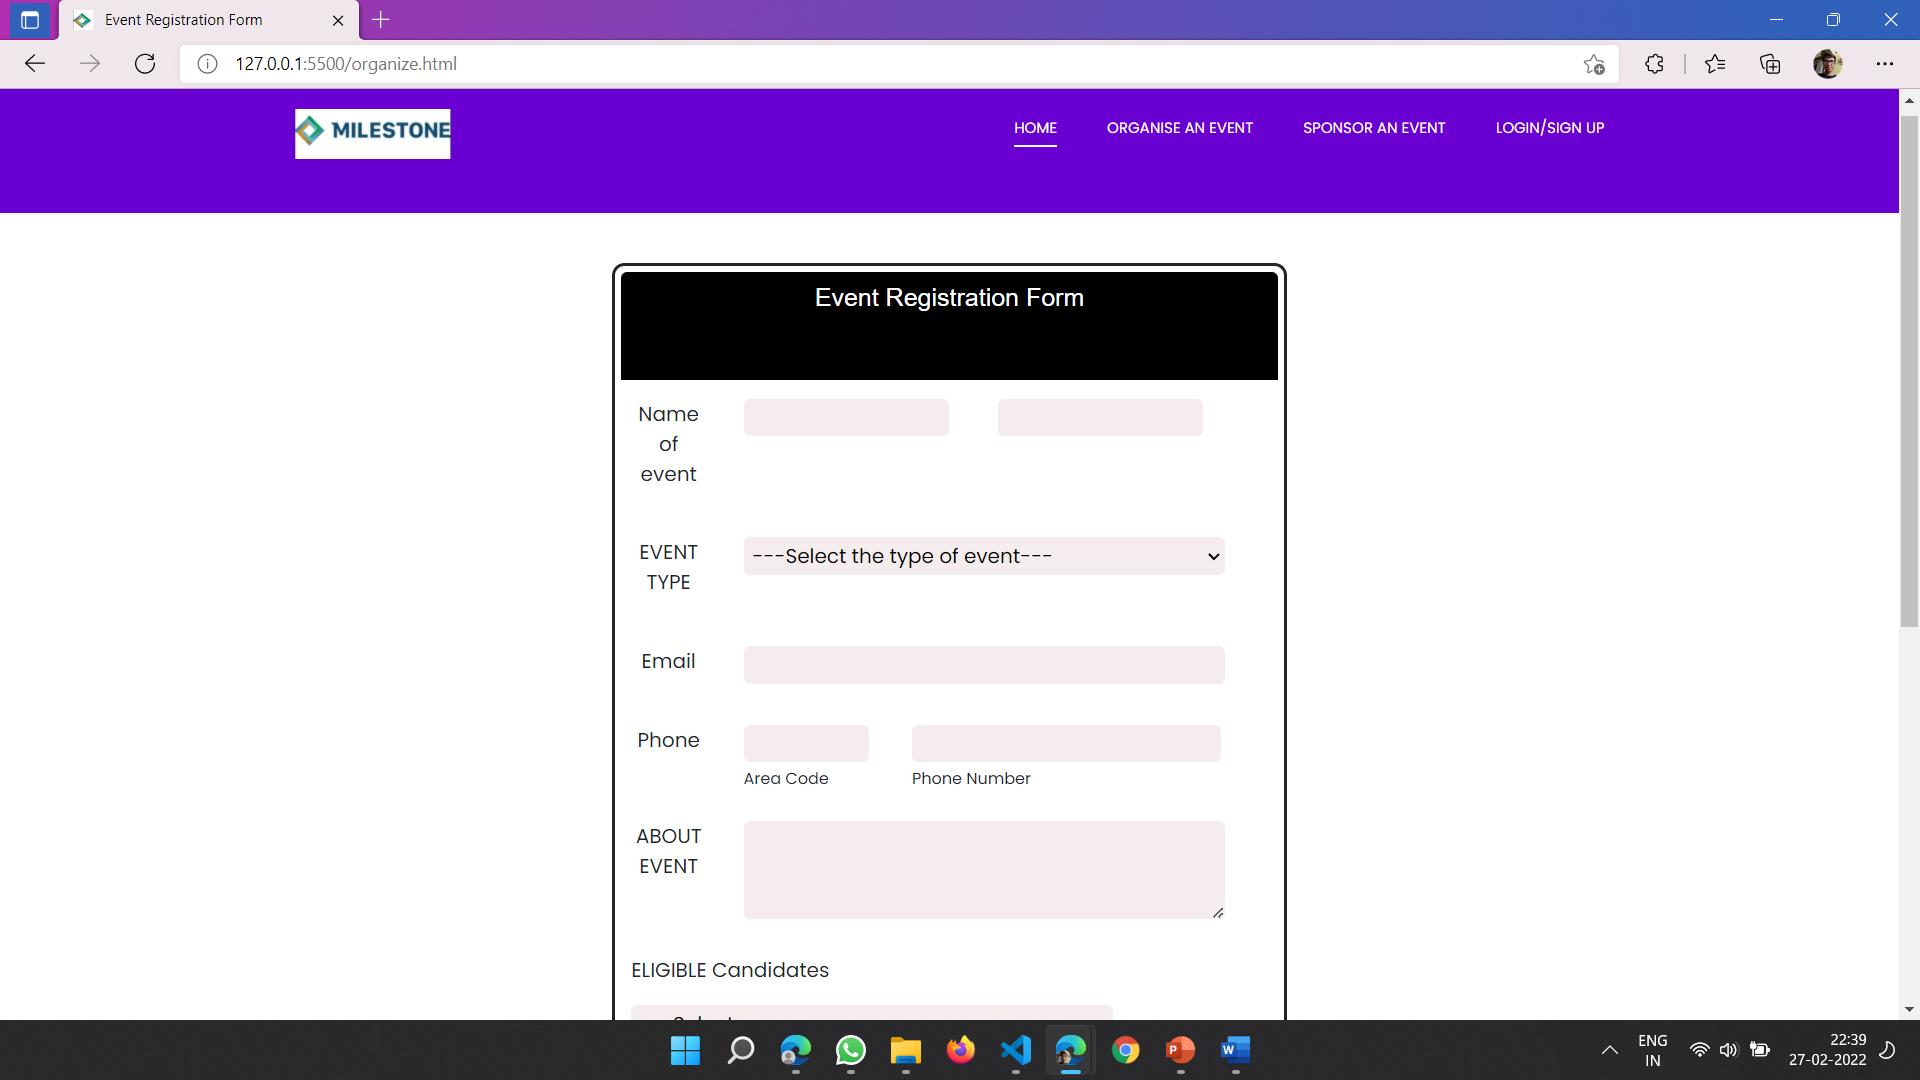 Event Registration Form
127.0.0.1:5500/organize.html
MILESTONE
HOME ORGANISE AN EVENT SPONSOR AN EVENT LOGIN/SIGN UP
Event Registration Form
Name
of
event
EVENT
TYPE
---Select the type of event---
Email
Phone
Area Code Phone Number
ABOUT
EVENT
ELIGIBLE Candidates
ENG
IN
22:39
27-02-2022